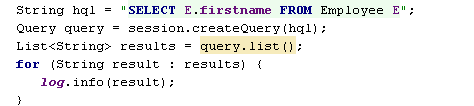 String hql = "SELECT E.firstname FROM Employee E";
Query query = session.createQuery(hql);
List<String> results = query.list();
for (String result : results) {
log.info(result);
}